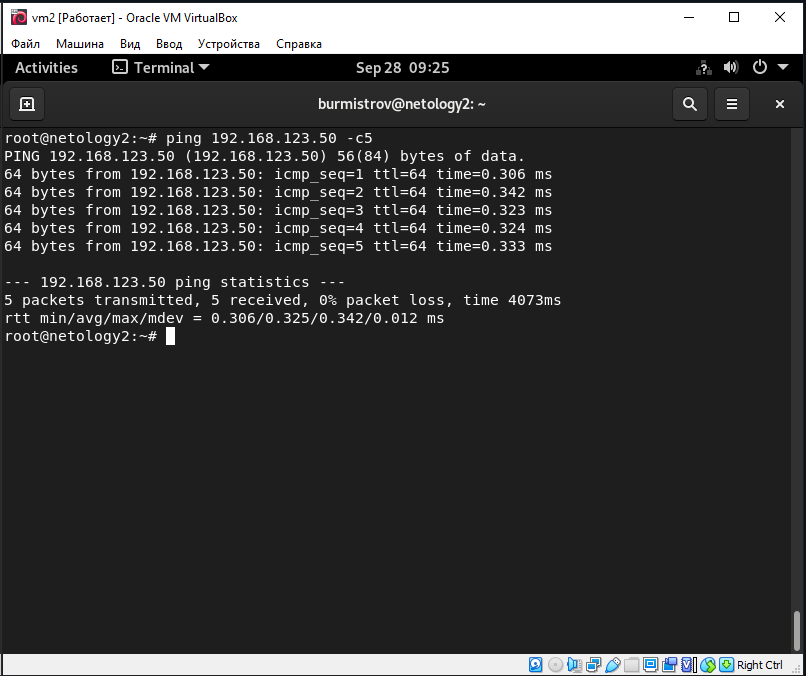 vm2 [Работает] - Oracle VM VirtualBox
Файл Машина Вид Ввод Устройства Справка
Activities Terminal Sep 28 09:25
burmistrov@netology2: ~
root@netology2:~# ping 192.168.123.50 -c5
PING 192.168.123.50 (192.168.123.50) 56(84) bytes of data.
64 bytes from 192.168.123.50: icmp_seq=1 ttl=64 time=0.306 ms
64 bytes from 192.168.123.50: icmp_seq=2 ttl=64 time=0.342 ms
64 bytes from 192.168.123.50: icmp_seq=3 ttl=64 time=0.323 ms
64 bytes from 192.168.123.50: icmp_seq=4 ttl=64 time=0.324 ms
64 bytes from 192.168.123.50: icmp_seq=5 ttl=64 time=0.333 ms
--- 192.168.123.50 ping statistics ---
5 packets transmitted, 5 received, 0% packet loss, time 4073ms
rtt min/avg/max/mdev = 0.306/0.325/0.342/0.012 ms
root@netology2:~#
Right Ctrl